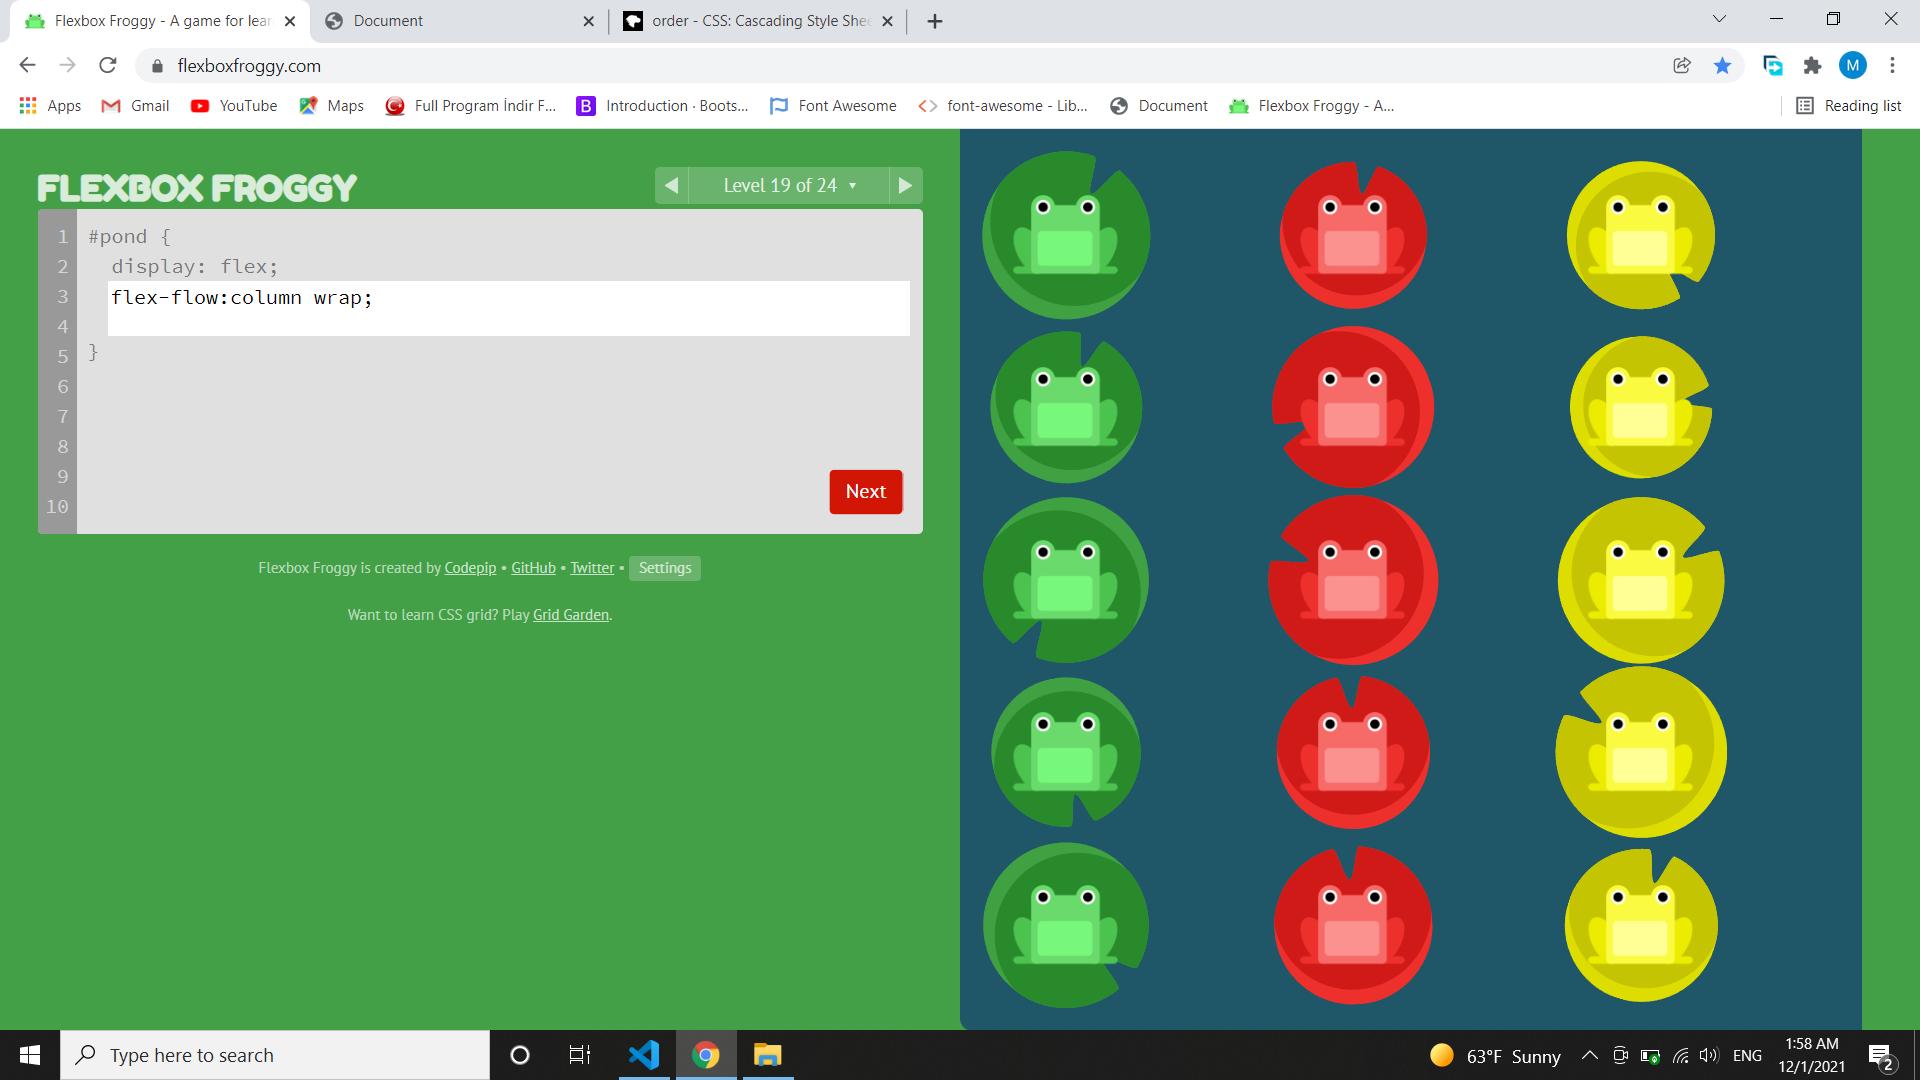 Flexbox Froggy - A game for lear
Document
order - CSS: Cascading Style Shee
flexboxfroggy.com
M
Apps
Gmail
YouTube
Maps
Full Program İndir F...
B
Introduction · Boots...
Font Awesome
font-awesome - Lib...
Document
Flexbox Froggy - A...
Reading list
FLEXBOX FROGGY
Level 19 of 24
1 #pond {
2 display: flex;
3 flex-flow:column wrap;
4
5 }
6
7
8
9
10
Next
Flexbox Froggy is created by Codepip • GitHub • Twitter • Settings
Want to learn CSS grid? Play Grid Garden.
Type here to search
63°F Sunny
ENG
1:58 AM
12/1/2021
2